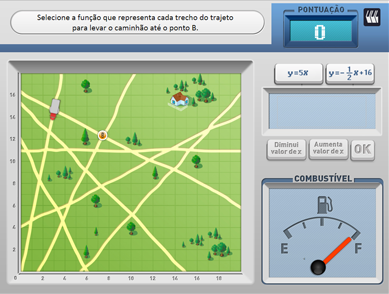 Selecione a função que representa cada trecho do trajeto
para levar o caminhão até o ponto B.
PONTUAÇÃO
0
y=5x
y=-1/2x+16
Diminui
valor de x
Aumenta
valor de x
OK
COMBUSTÍVEL
E F
16
14
12
10
8
6
4
2
0 2 4 6 8 10 12 14 16 18